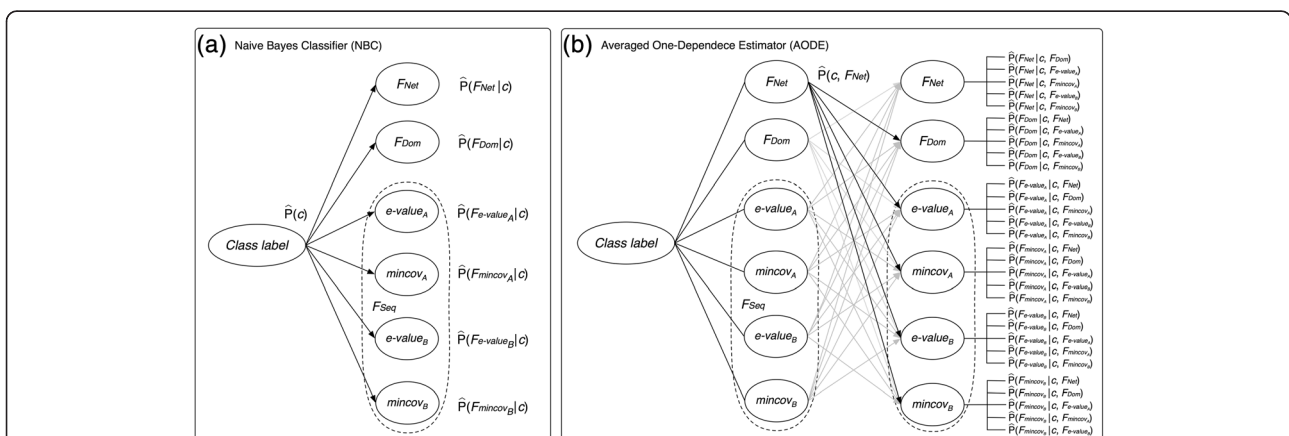 (a) Naive Bayes Classifier (NBC)
FNet
P̂(FNet|c)
FDom
P̂(FDom|c)
P̂(c)
e-valueA
P̂(Fe-valueA|c)
Class label
mincovA
P̂(FmincovA|c)
FSeq
e-valueB
P̂(Fe-valueB|c)
mincovB
P̂(FmincovB|c)
(b) Averaged One-Dependece Estimator (AODE)
Class label
FNet
FDom
e-valueA
mincovA
FSeq
e-valueB
mincovB
P̂(c, FNet)
FNet
P̂(FNet|c, FDom)
P̂(FNet|c, Fe-valueA)
P̂(FNet|c, FmincovA)
P̂(FNet|c, Fe-valueB)
P̂(FNet|c, FmincovB)
FDom
P̂(FDom|c, FNet)
P̂(FDom|c, Fe-valueA)
P̂(FDom|c, FmincovA)
P̂(FDom|c, Fe-valueB)
P̂(FDom|c, FmincovB)
e-valueA
P̂(Fe-valueA|c, FNet)
P̂(Fe-valueA|c, FDom)
P̂(Fe-valueA|c, FmincovA)
P̂(Fe-valueA|c, Fe-valueB)
P̂(Fe-valueA|c, FmincovB)
mincovA
P̂(FmincovA|c, FNet)
P̂(FmincovA|c, FDom)
P̂(FmincovA|c, Fe-valueA)
P̂(FmincovA|c, Fe-valueB)
P̂(FmincovA|c, FmincovB)
e-valueB
P̂(Fe-valueB|c, FNet)
P̂(Fe-valueB|c, FDom)
P̂(Fe-valueB|c, Fe-valueA)
P̂(Fe-valueB|c, FmincovA)
P̂(Fe-valueB|c, FmincovB)
mincovB
P̂(FmincovB|c, FNet)
P̂(FmincovB|c, FDom)
P̂(FmincovB|c, Fe-valueA)
P̂(FmincovB|c, FmincovA)
P̂(FmincovB|c, Fe-valueB)